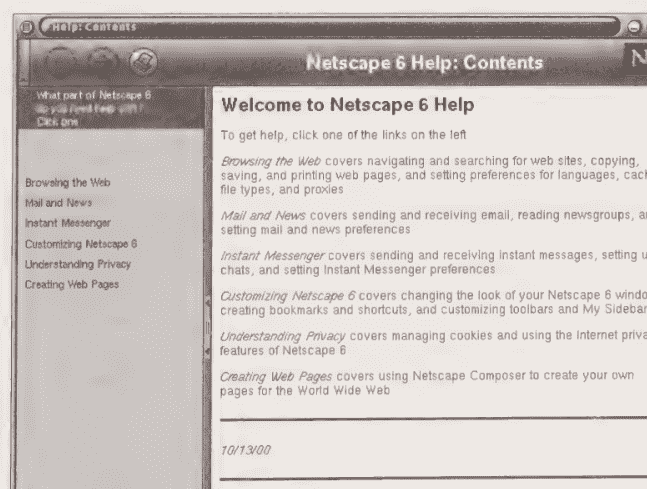 Help: Contents
Netscape 6 Help: Contents
N
What part of Netscape 6
do you need help with?
Click one
Browsing the Web
Mail and News
Instant Messenger
Customizing Netscape 6
Understanding Privacy
Creating Web Pages
Welcome to Netscape 6 Help
To get help, click one of the links on the left
Browsing the Web covers navigating and searching for web sites, copying,
saving, and printing web pages, and setting preferences for languages, cach
file types, and proxies
Mail and News covers sending and receiving email, reading newsgroups, a
setting mail and news preferences
Instant Messenger covers sending and receiving instant messages, setting u
chats, and setting Instant Messenger preferences
Customizing Netscape 6 covers changing the look of your Netscape 6 windo
creating bookmarks and shortcuts, and customizing toolbars and My Sidebar
Understanding Privacy covers managing cookies and using the Internet priva
features of Netscape 6
Creating Web Pages covers using Netscape Composer to create your own
pages for the World Wide Web
10/13/00